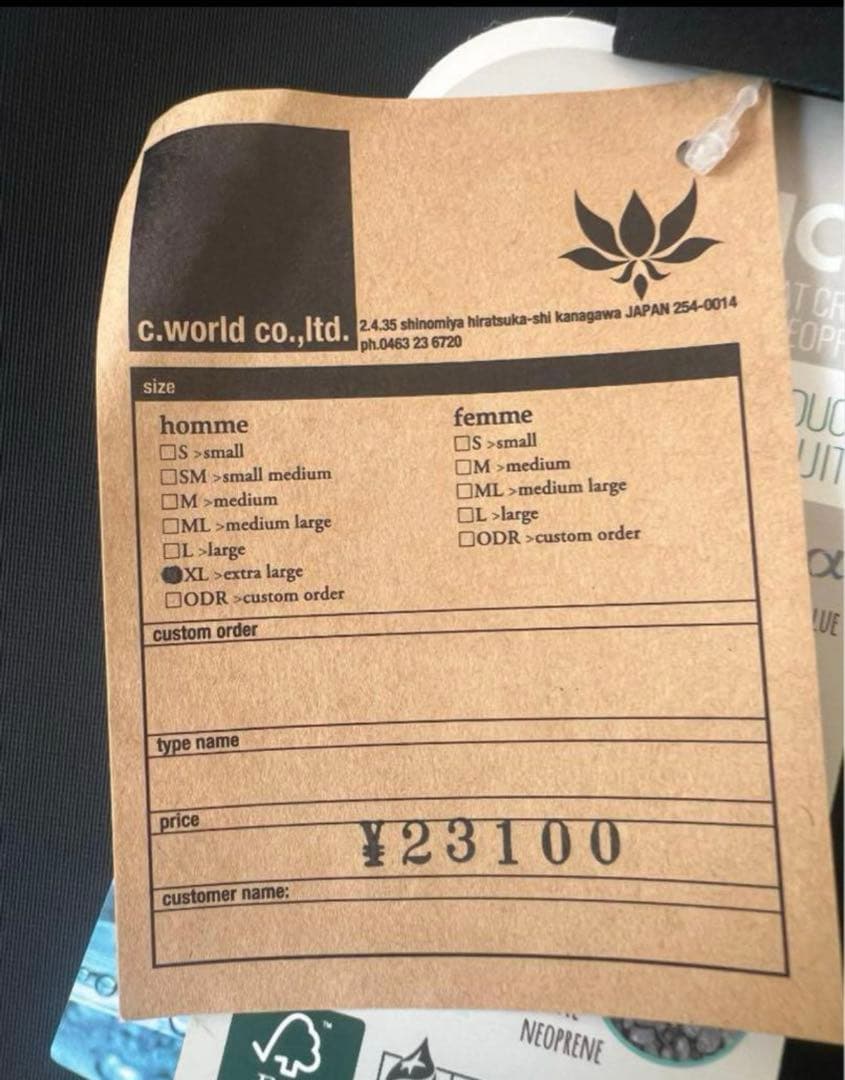 c.world co.,ltd.
2.4.35 shinomiya hiratsuka-shi kanagawa JAPAN 254-0014
ph.0463 23 6720
size
homme
S >small
SM >small medium
M >medium
ML >medium large
L >large
XL >extra large
ODR >custom order
femme
S >small
M >medium
ML >medium large
L >large
ODR >custom order
custom order
type name
price
¥23100
customer name:
NEOPRENE